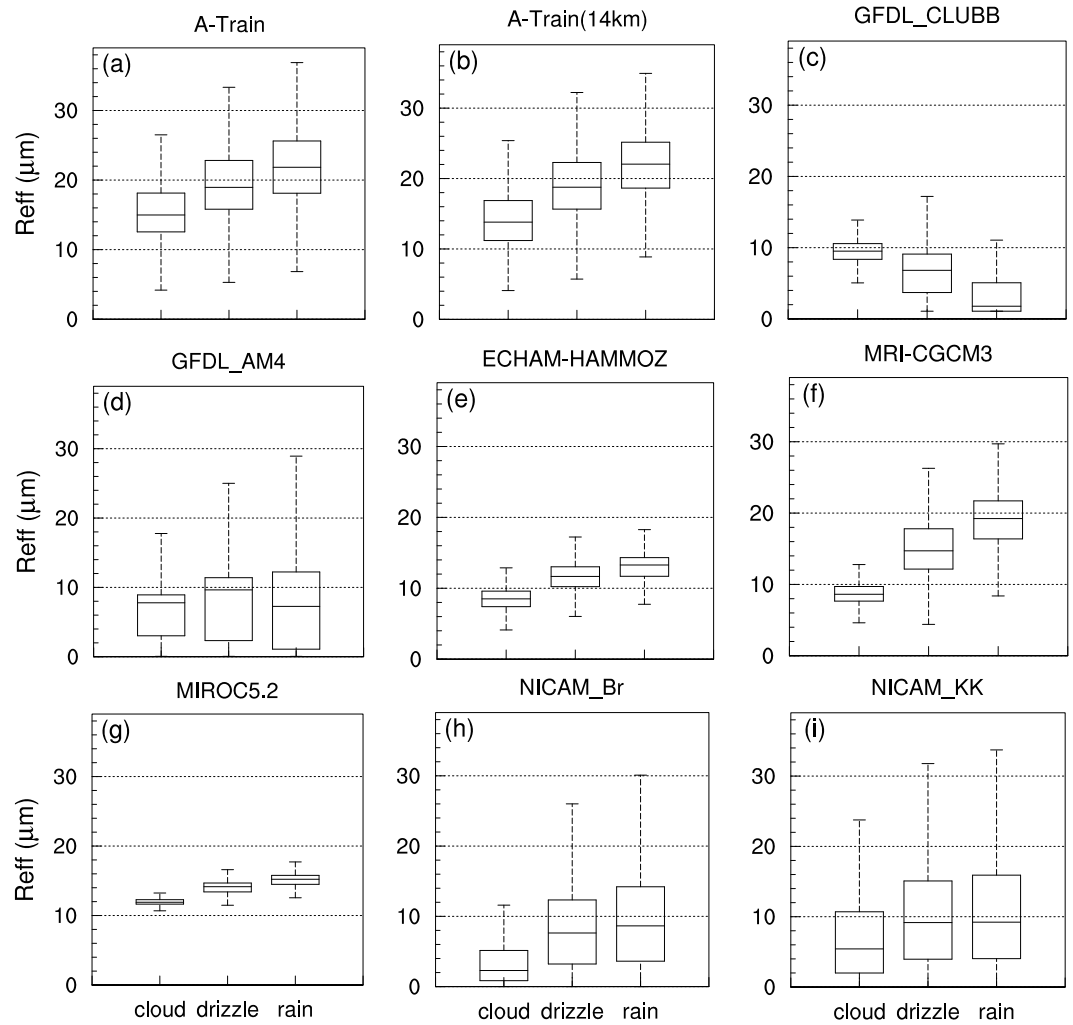 A-Train
A-Train(14km)
GFDL_CLUBB
(a)
(b)
(c)
Reff (μm)
30
20
10
0
30
20
10
0
30
20
10
0
GFDL_AM4
ECHAM-HAMMOZ
MRI-CGCM3
(d)
(e)
(f)
Reff (μm)
30
20
10
0
30
20
10
0
30
20
10
0
MIROC5.2
NICAM_Br
NICAM_KK
(g)
(h)
(i)
Reff (μm)
30
20
10
0
30
20
10
0
30
20
10
0
cloud drizzle rain
cloud drizzle rain
cloud drizzle rain